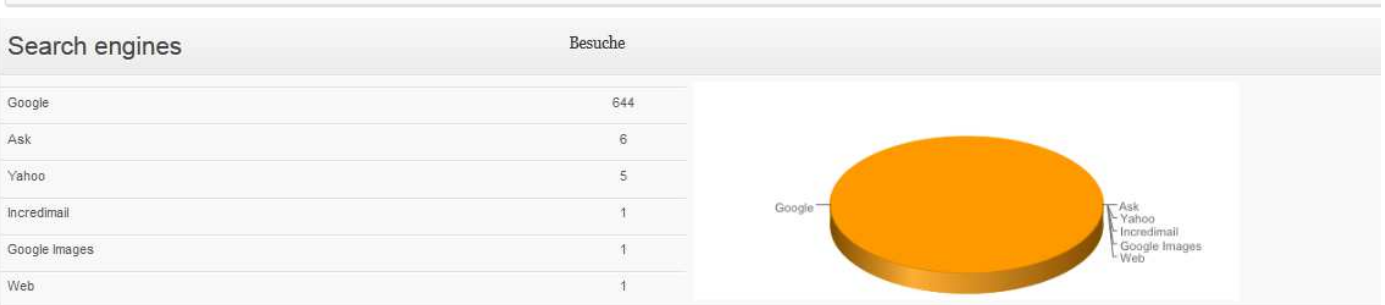 Search engines Besuche
Google 644
Ask 6
Yahoo 5
Incredimail 1
Google Images 1
Web 1
Google
Ask
Yahoo
Incredimail
Google Images
Web